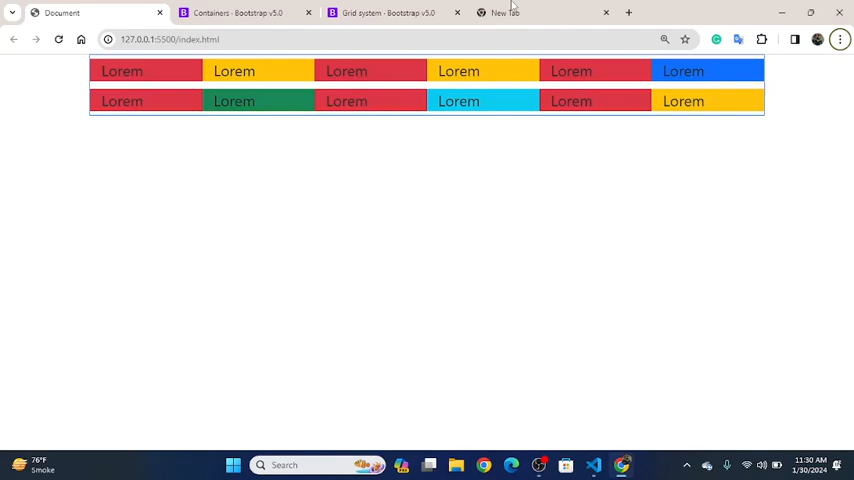 Document
Containers - Bootstrap v5.0
Grid system - Bootstrap v5.0
New Tab
127.0.0.1:5500/index.html
Lorem Lorem Lorem Lorem Lorem Lorem
Lorem Lorem Lorem Lorem Lorem Lorem
76°F
Smoke
Search
11:30 AM
1/30/2024